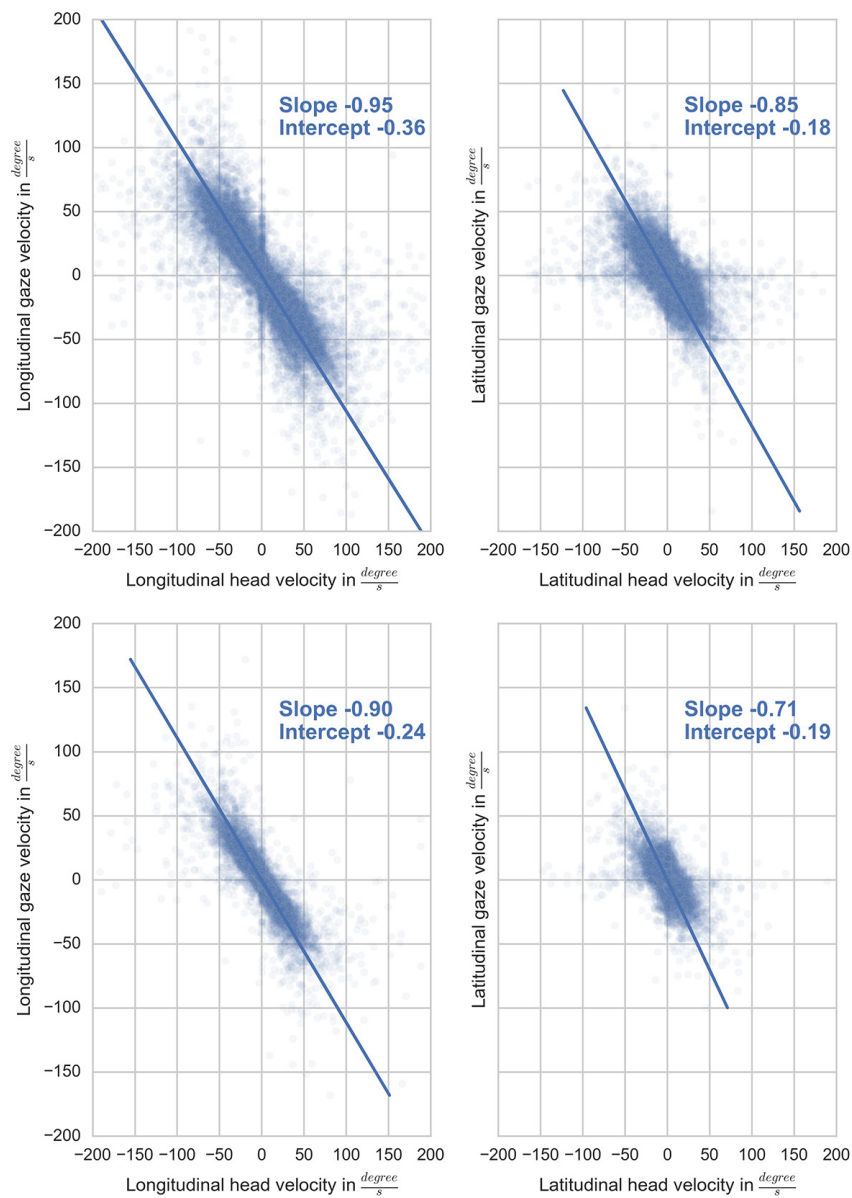 200
150
100
50
0
−50
−100
−150
−200
Longitudinal gaze velocity in degree/s
Slope -0.95
Intercept -0.36
−200 −150 −100 −50 0 50 100 150 200
Longitudinal head velocity in degree/s
Latitudinal gaze velocity in degree/s
Slope -0.85
Intercept -0.18
−200 −150 −100 −50 0 50 100 150 200
Latitudinal head velocity in degree/s
200
150
100
50
0
−50
−100
−150
−200
Longitudinal gaze velocity in degree/s
Slope -0.90
Intercept -0.24
−200 −150 −100 −50 0 50 100 150 200
Longitudinal head velocity in degree/s
Latitudinal gaze velocity in degree/s
Slope -0.71
Intercept -0.19
−200 −150 −100 −50 0 50 100 150 200
Latitudinal head velocity in degree/s